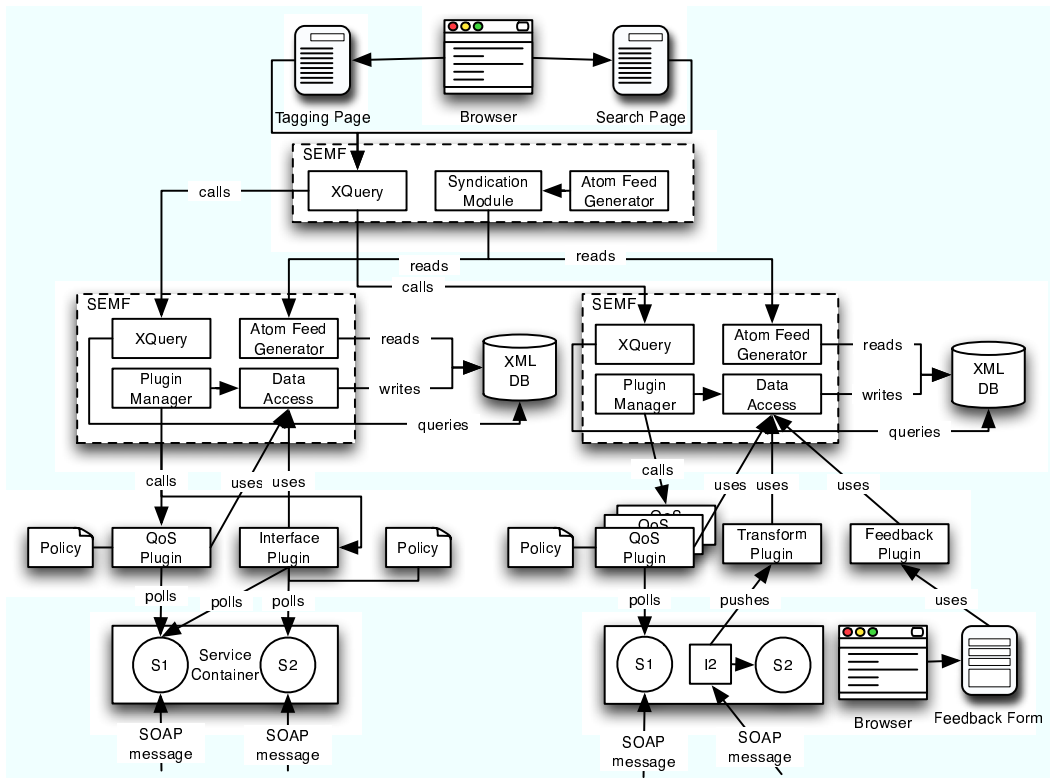 Tagging Page
Browser
Search Page
SEMF
XQuery
Syndication
Module
Atom Feed
Generator
calls
reads
reads
calls
SEMF
XQuery
Atom Feed
Generator
Plugin
Manager
Data
Access
reads
writes
queries
XML
DB
SEMF
XQuery
Atom Feed
Generator
Plugin
Manager
Data
Access
reads
writes
queries
XML
DB
calls
uses
uses
calls
uses
uses
uses
Policy
QoS
Plugin
Interface
Plugin
Policy
Policy
QoS
QoS
QoS
Plugin
Transform
Plugin
Feedback
Plugin
polls
polls
polls
polls
pushes
uses
S1
Service
Container
S2
S1
I2
S2
Browser
Feedback Form
SOAP
message
SOAP
message
SOAP
message
SOAP
message